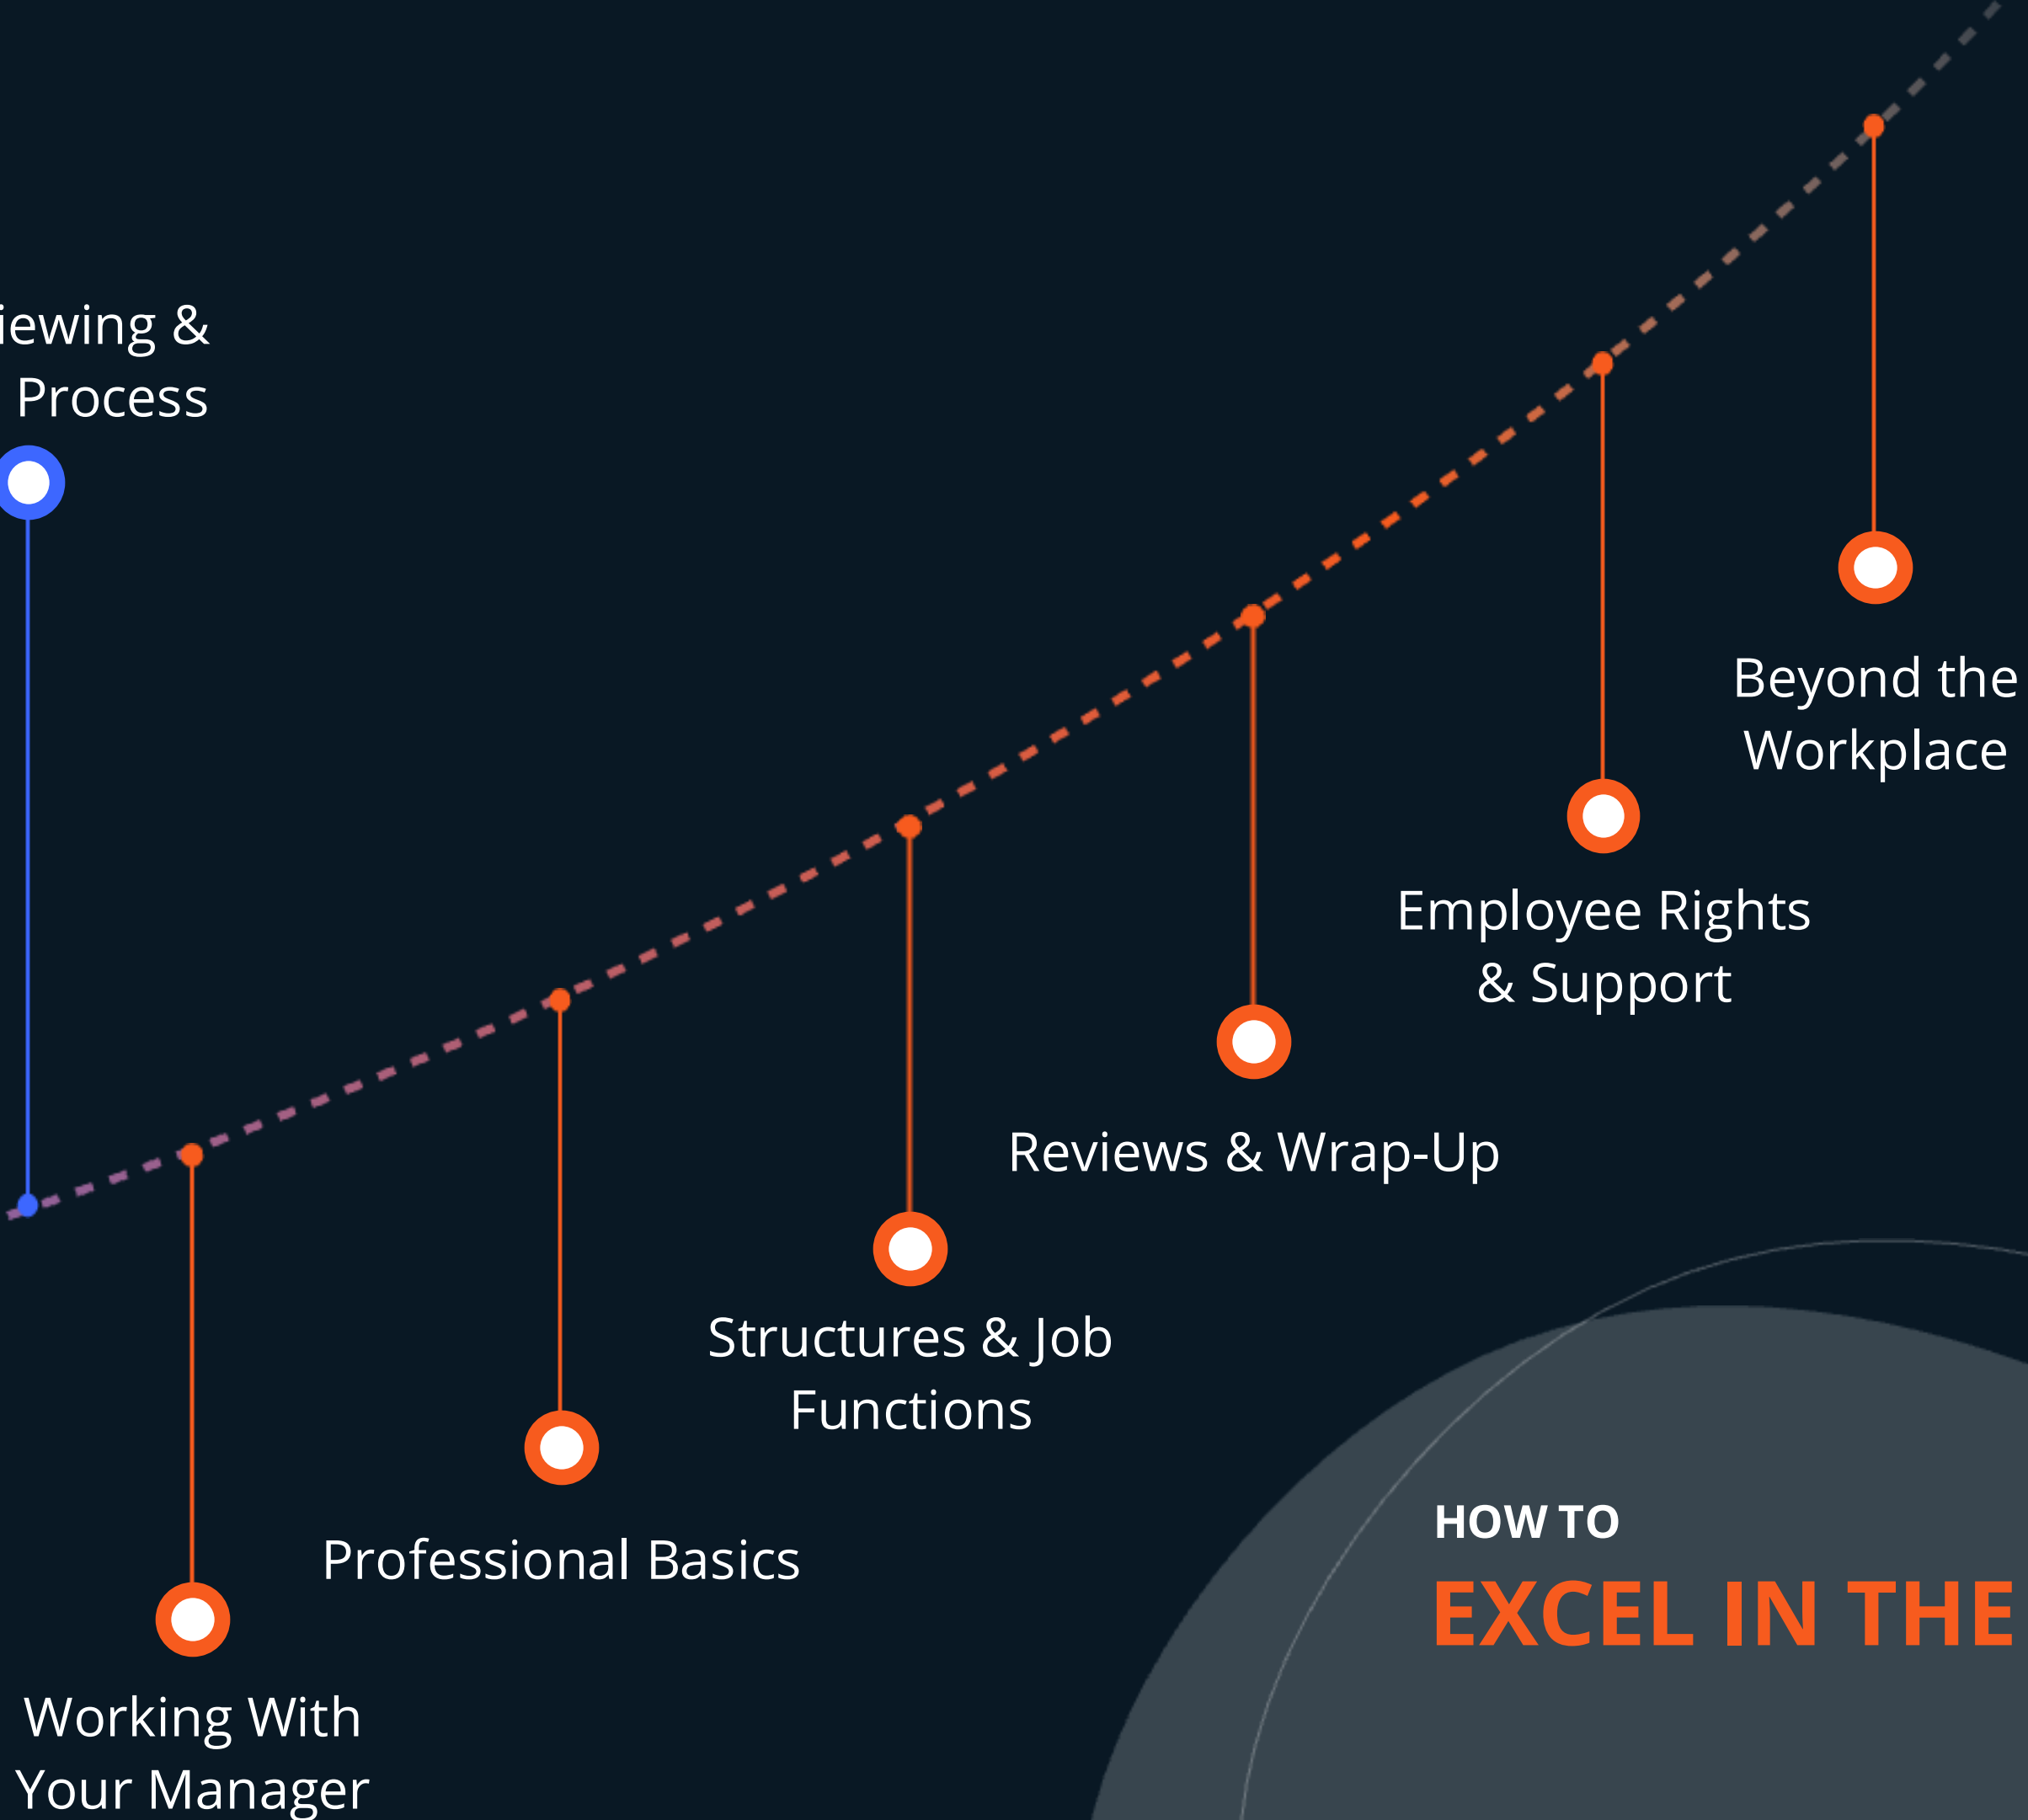 iewing &
Process
Beyond the
Workplace
Employee Rights
& Support
Reviews & Wrap-Up
Structures & Job
Functions
Professional Basics
Working With
Your Manager
HOW TO
EXCEL IN THE